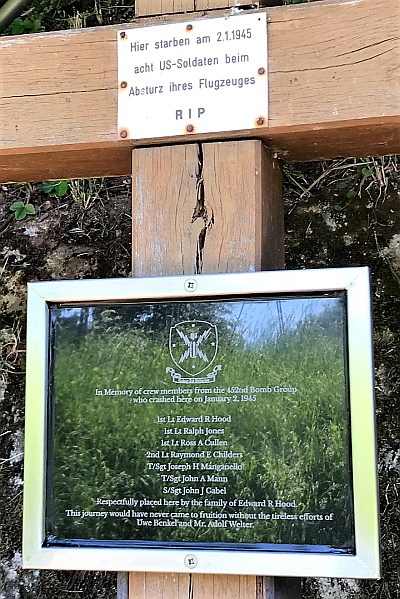 Hier starben am 2.1.1945
acht US-Soldaten beim
Absturz ihres Flugzeuges
RIP
In Memory of crew members from the 452nd Bomb Group
who crashed here on January 2, 1945
1st Lt Edward R Hood
1st Lt Ralph Jones
1st Lt Ross A Cullen
2nd Lt Raymond E Childers
T/Sgt Joseph H Manganello
T/Sgt John A Mann
S/Sgt John J Gabel
Respectfully placed here by the family of Edward R Hood.
This journey would have never came to fruition without the tireless efforts of
Uwe Benkel and Mr. Adolf Welter.